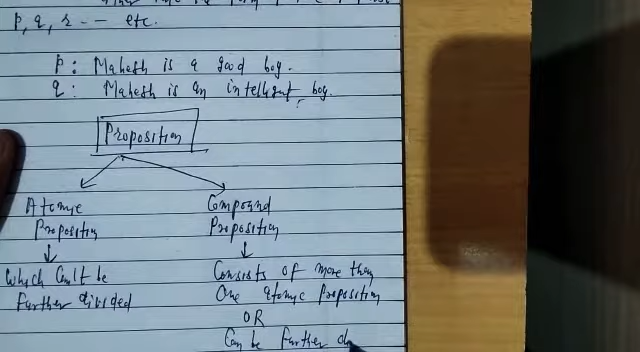 p, q, r -- etc.
p : Mahesh is a good boy.
q : Mahesh is an intelligent boy.
Proposition
Atomic Compound
Proposition Proposition
Which can't be Consists of more than
further divided One atomic proposition
OR
Can be further d